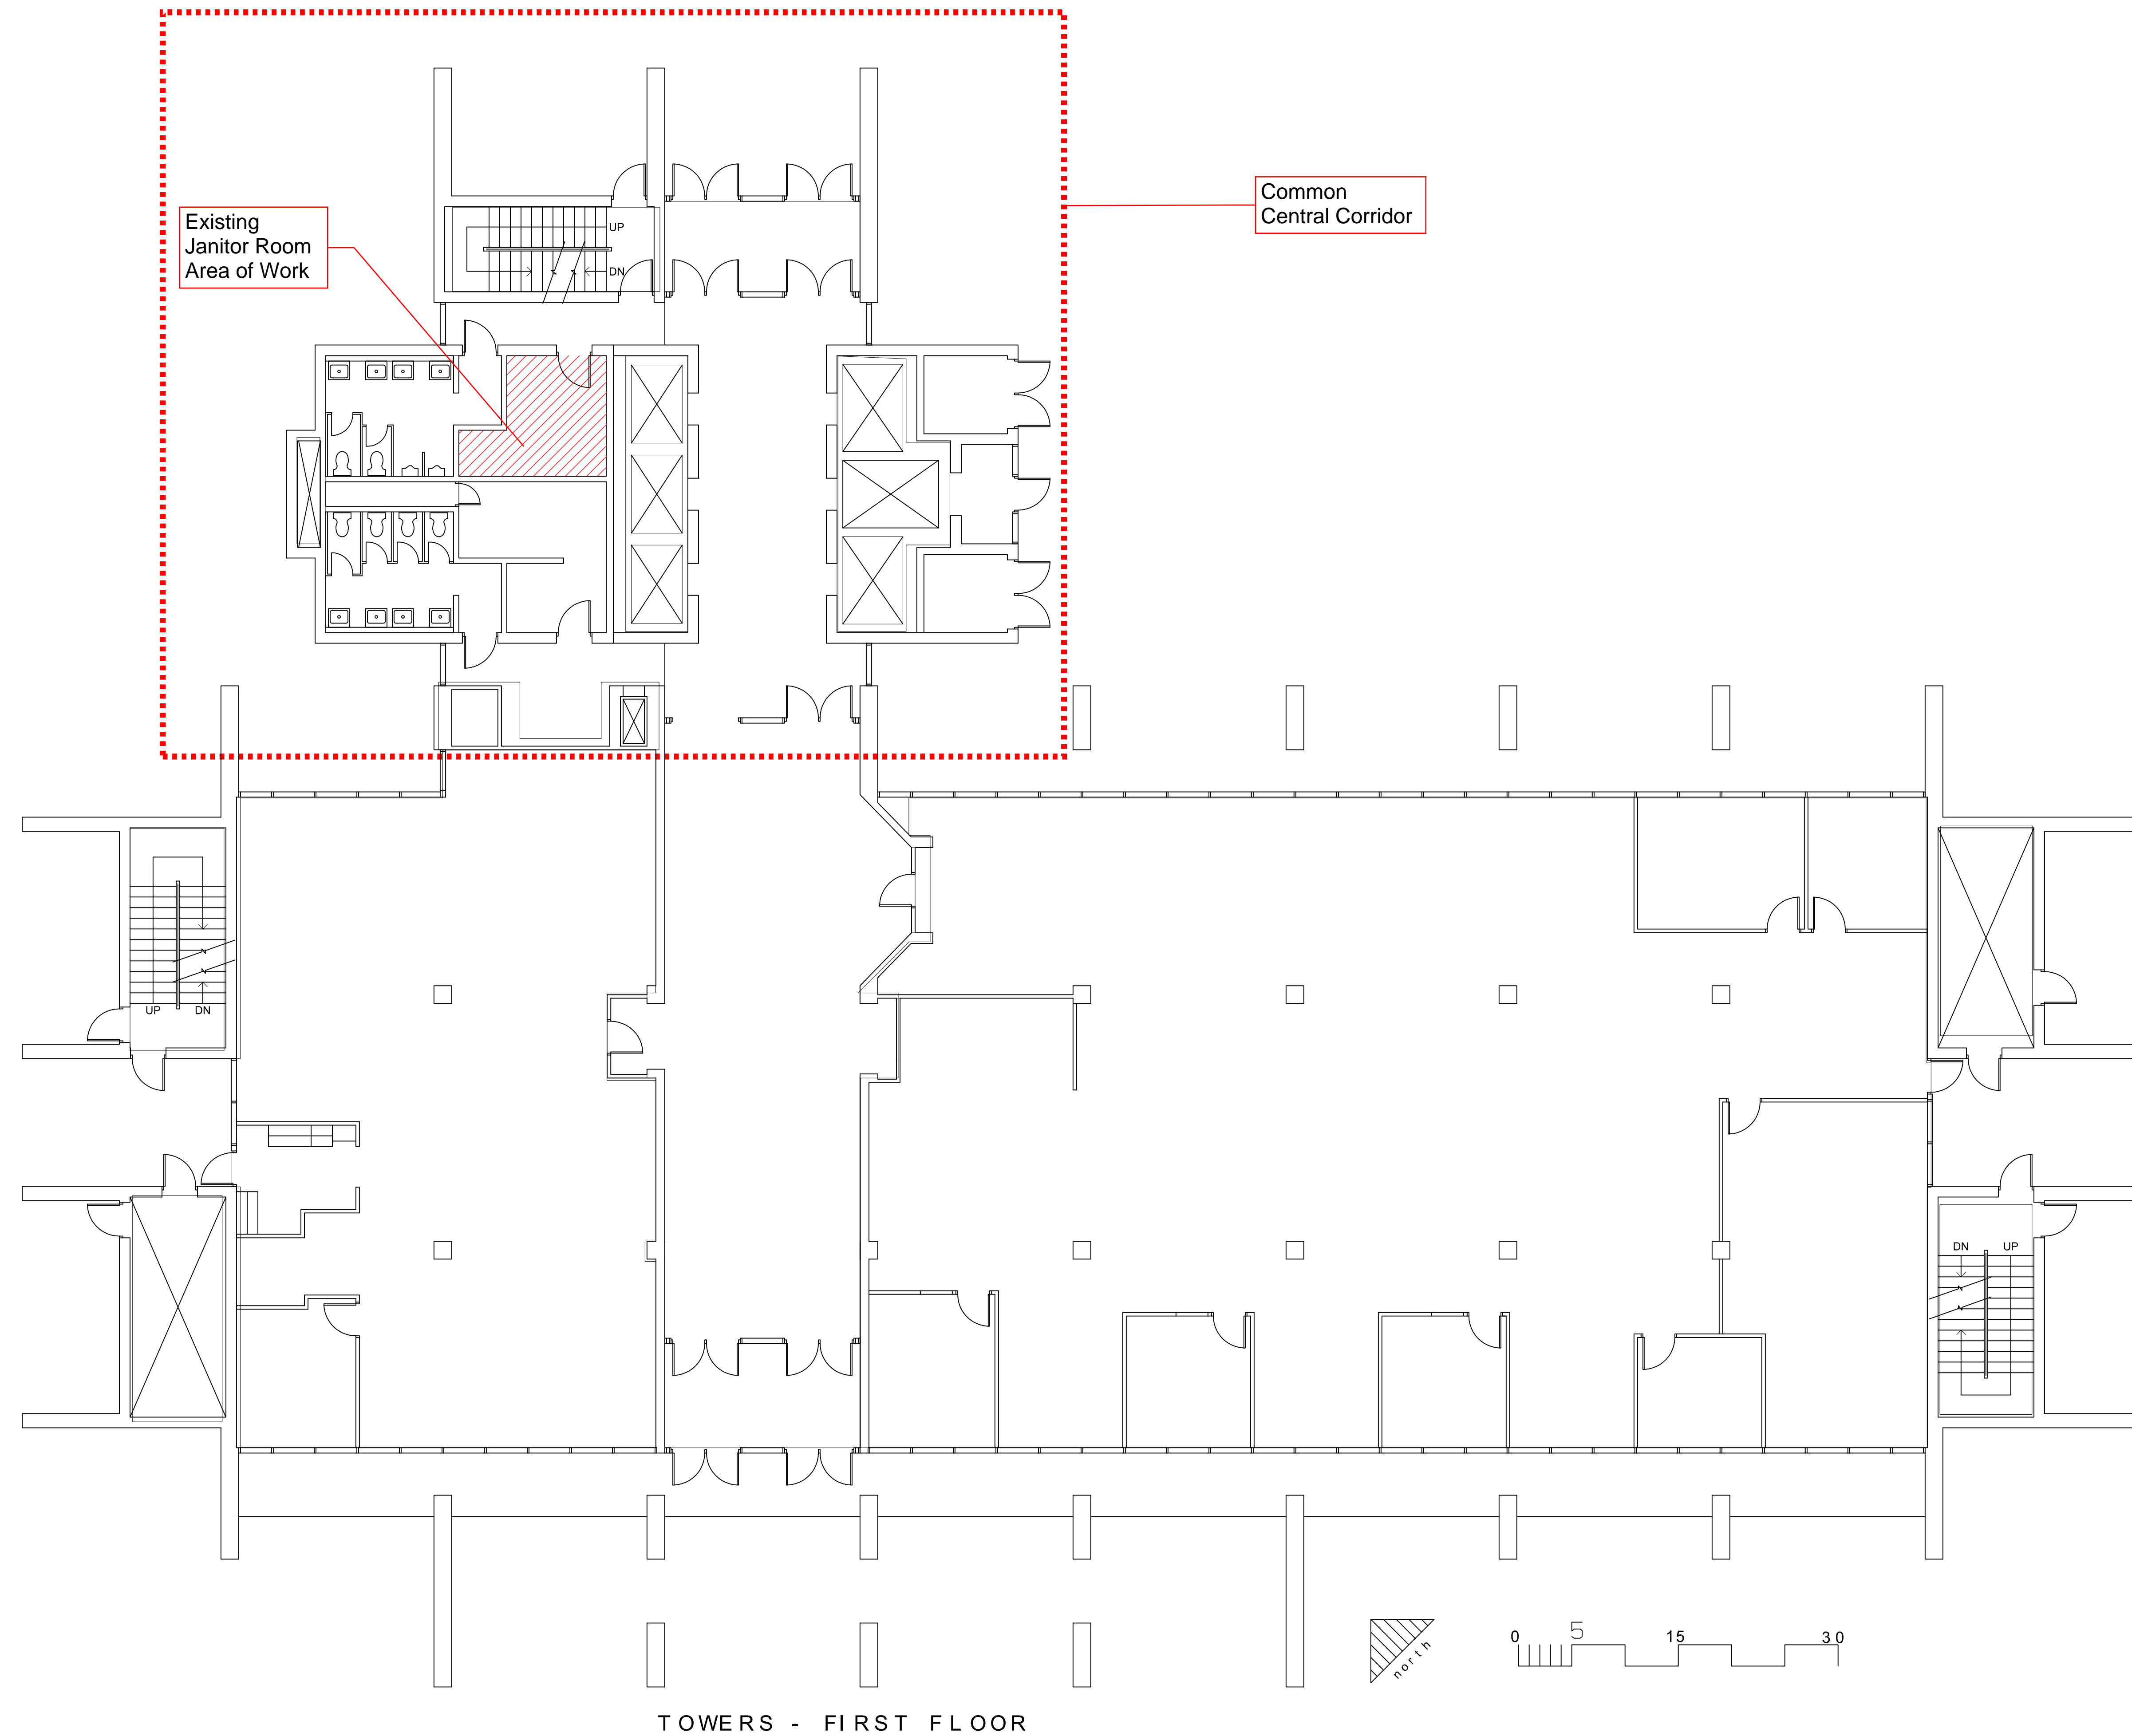 Common
Central Corridor
Existing
Janitor Room
Area of Work
UP
DN
UP DN
DN UP
north
0 5 15 30
TOWERS - FIRST FLOOR